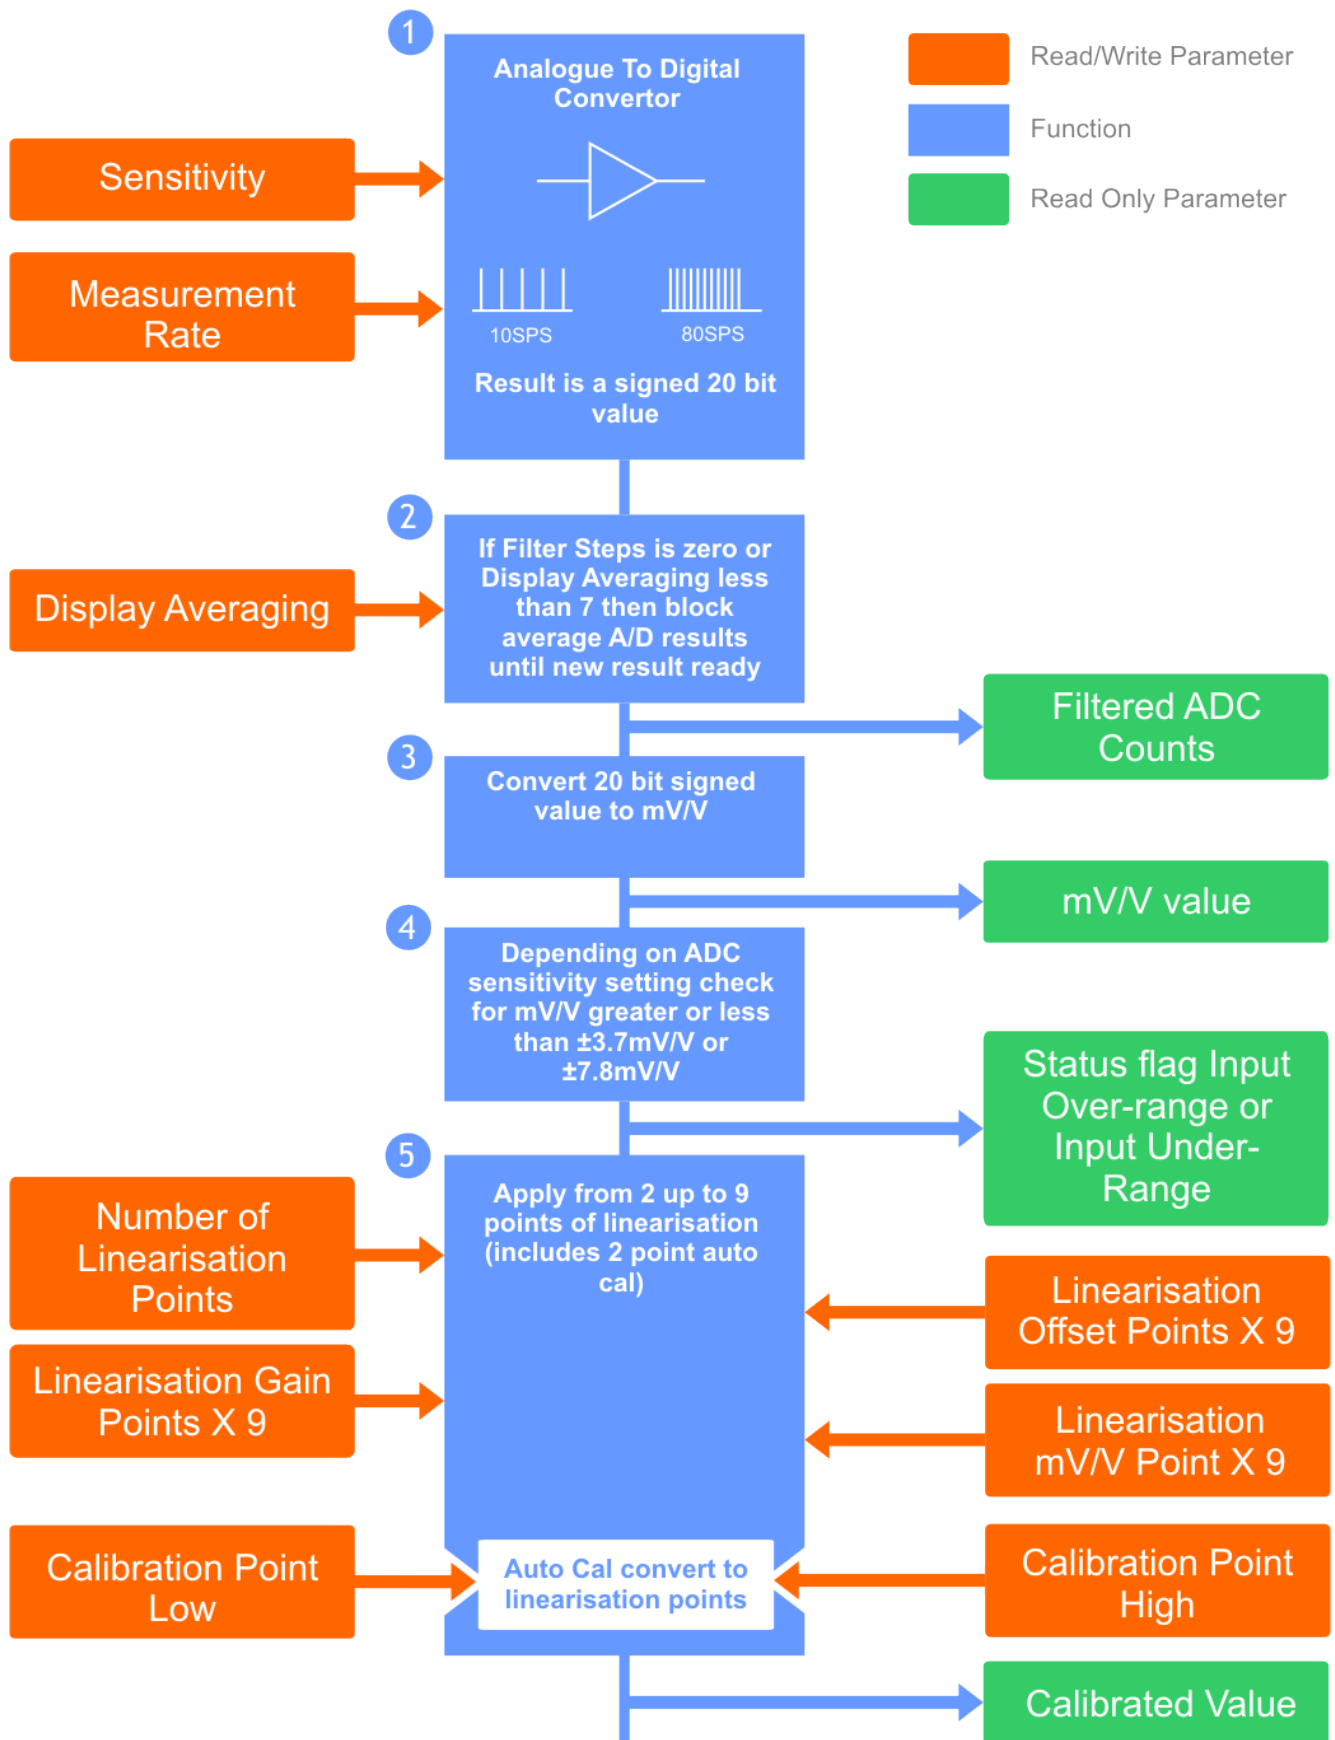 1
Analogue To Digital
Convertor
Read/Write Parameter
Function
Read Only Parameter
Sensitivity
Measurement
Rate
10SPS
80SPS
Result is a signed 20 bit
value
2
If Filter Steps is zero or
Display Averaging less
than 7 then block
average A/D results
until new result ready
Display Averaging
Filtered ADC
Counts
3
Convert 20 bit signed
value to mV/V
mV/V value
4
Depending on ADC
sensitivity setting check
for mV/V greater or less
than ±3.7mV/V or
±7.8mV/V
Status flag Input
Over-range or
Input Under-
Range
5
Apply from 2 up to 9
points of linearisation
(includes 2 point auto
cal)
Number of
Linearisation
Points
Linearisation
Offset Points X 9
Linearisation Gain
Points X 9
Linearisation
mV/V Point X 9
Calibration Point
Low
Auto Cal convert to
linearisation points
Calibration Point
High
Calibrated Value